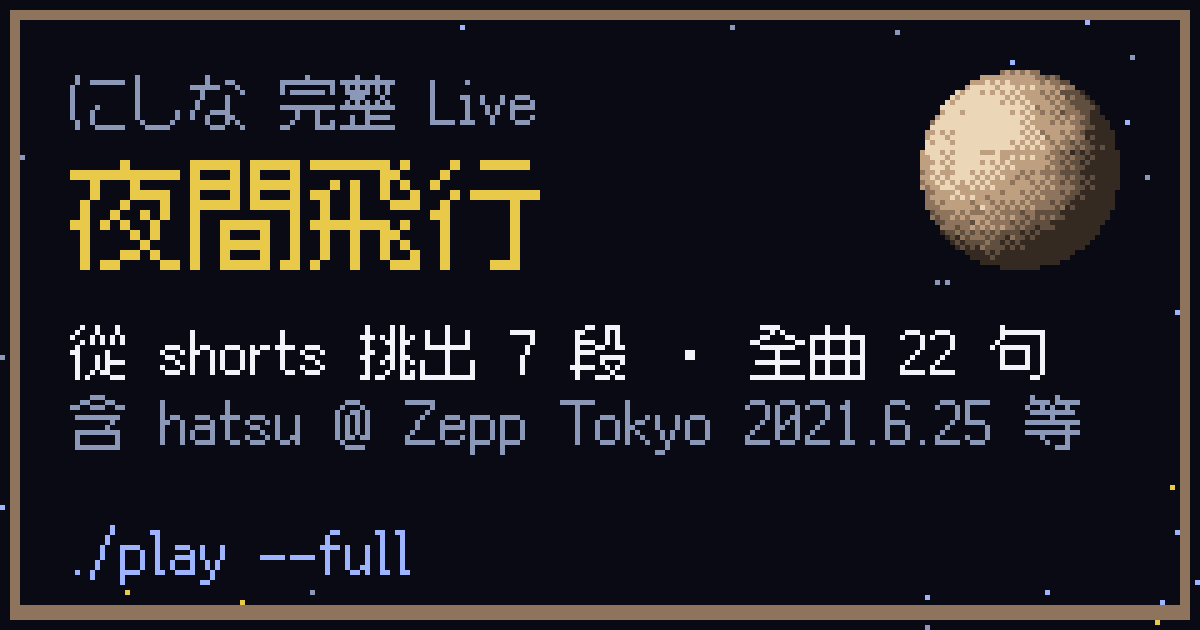 にしな 完整 Live
夜間飛行
從 shorts 挑出 7 段 · 全曲 22 句
含 hatsu @ Zepp Tokyo 2021.6.25 等
./play --full